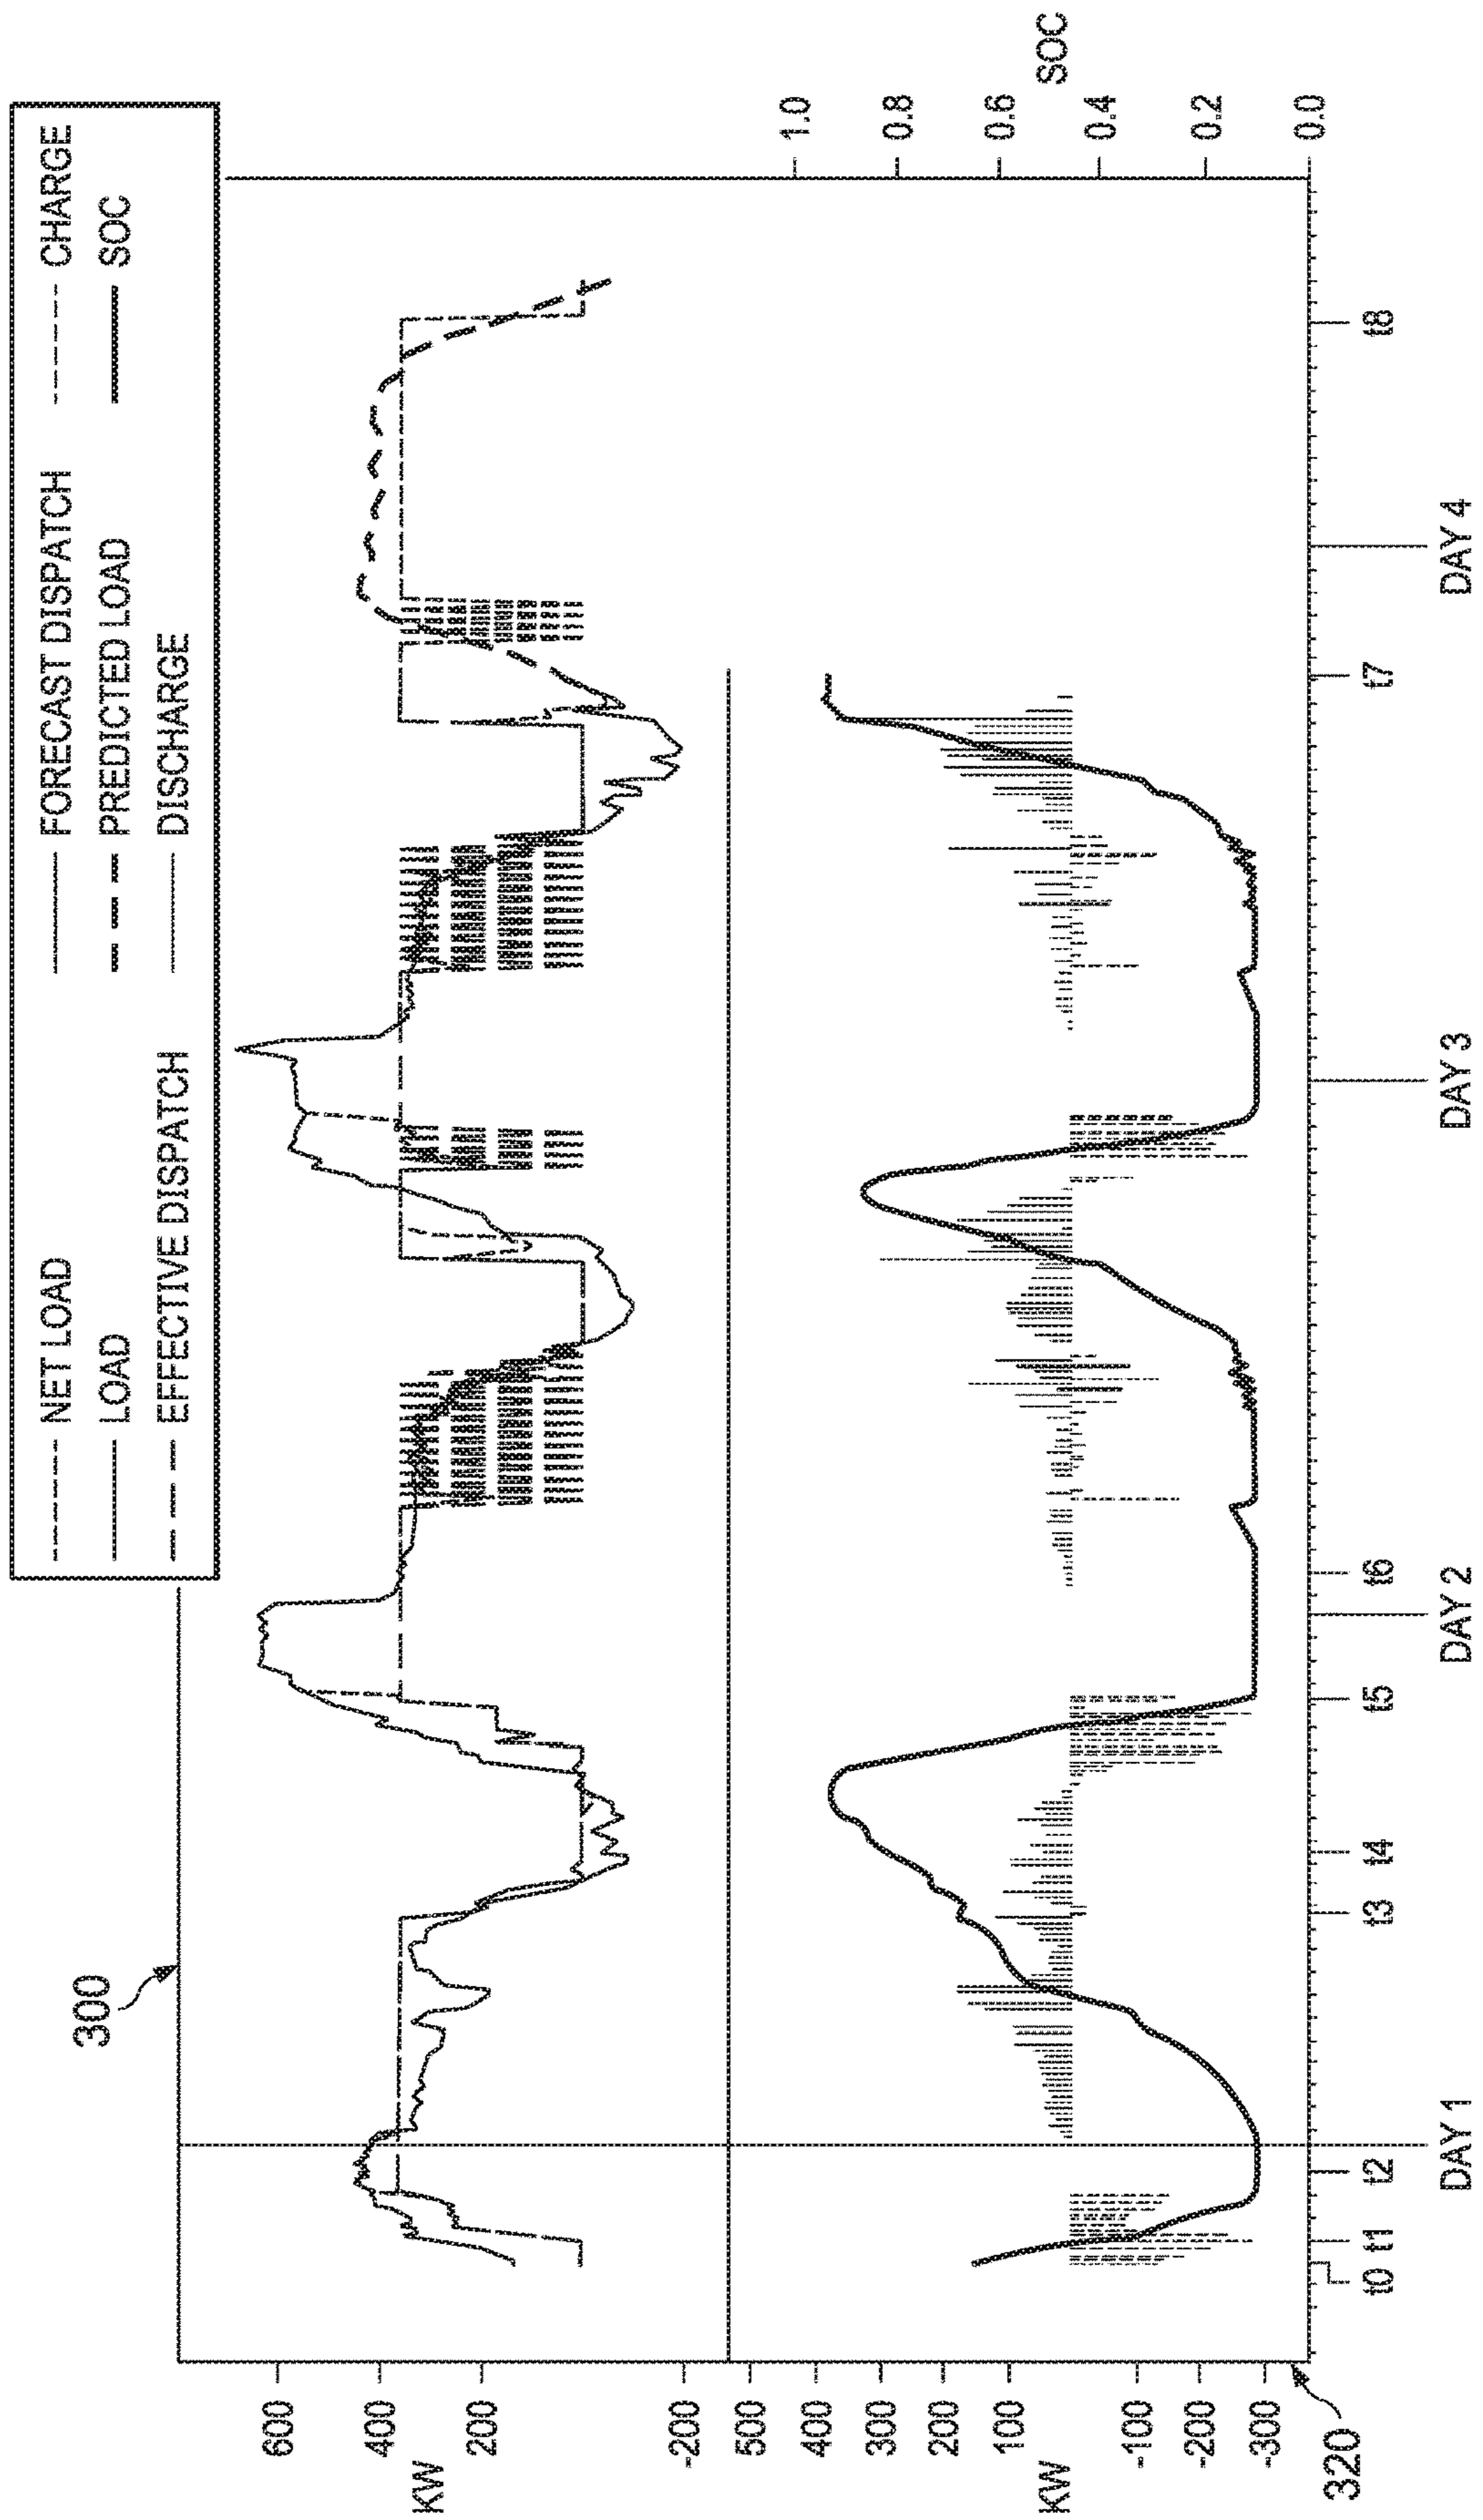 NET LOAD
FORECAST DISPATCH
CHARGE
LOAD
PREDICTED LOAD
SOC
EFFECTIVE DISPATCH
DISCHARGE
300
600
400
KW
200
-200
500
400
300
200
100
KW
-100
-200
-300
320
1.0
0.8
0.6
SOC
0.4
0.2
0.0
t0 t1 t2 t3 t4 t5 t6 t7 t8
DAY 1 DAY 2 DAY 3 DAY 4